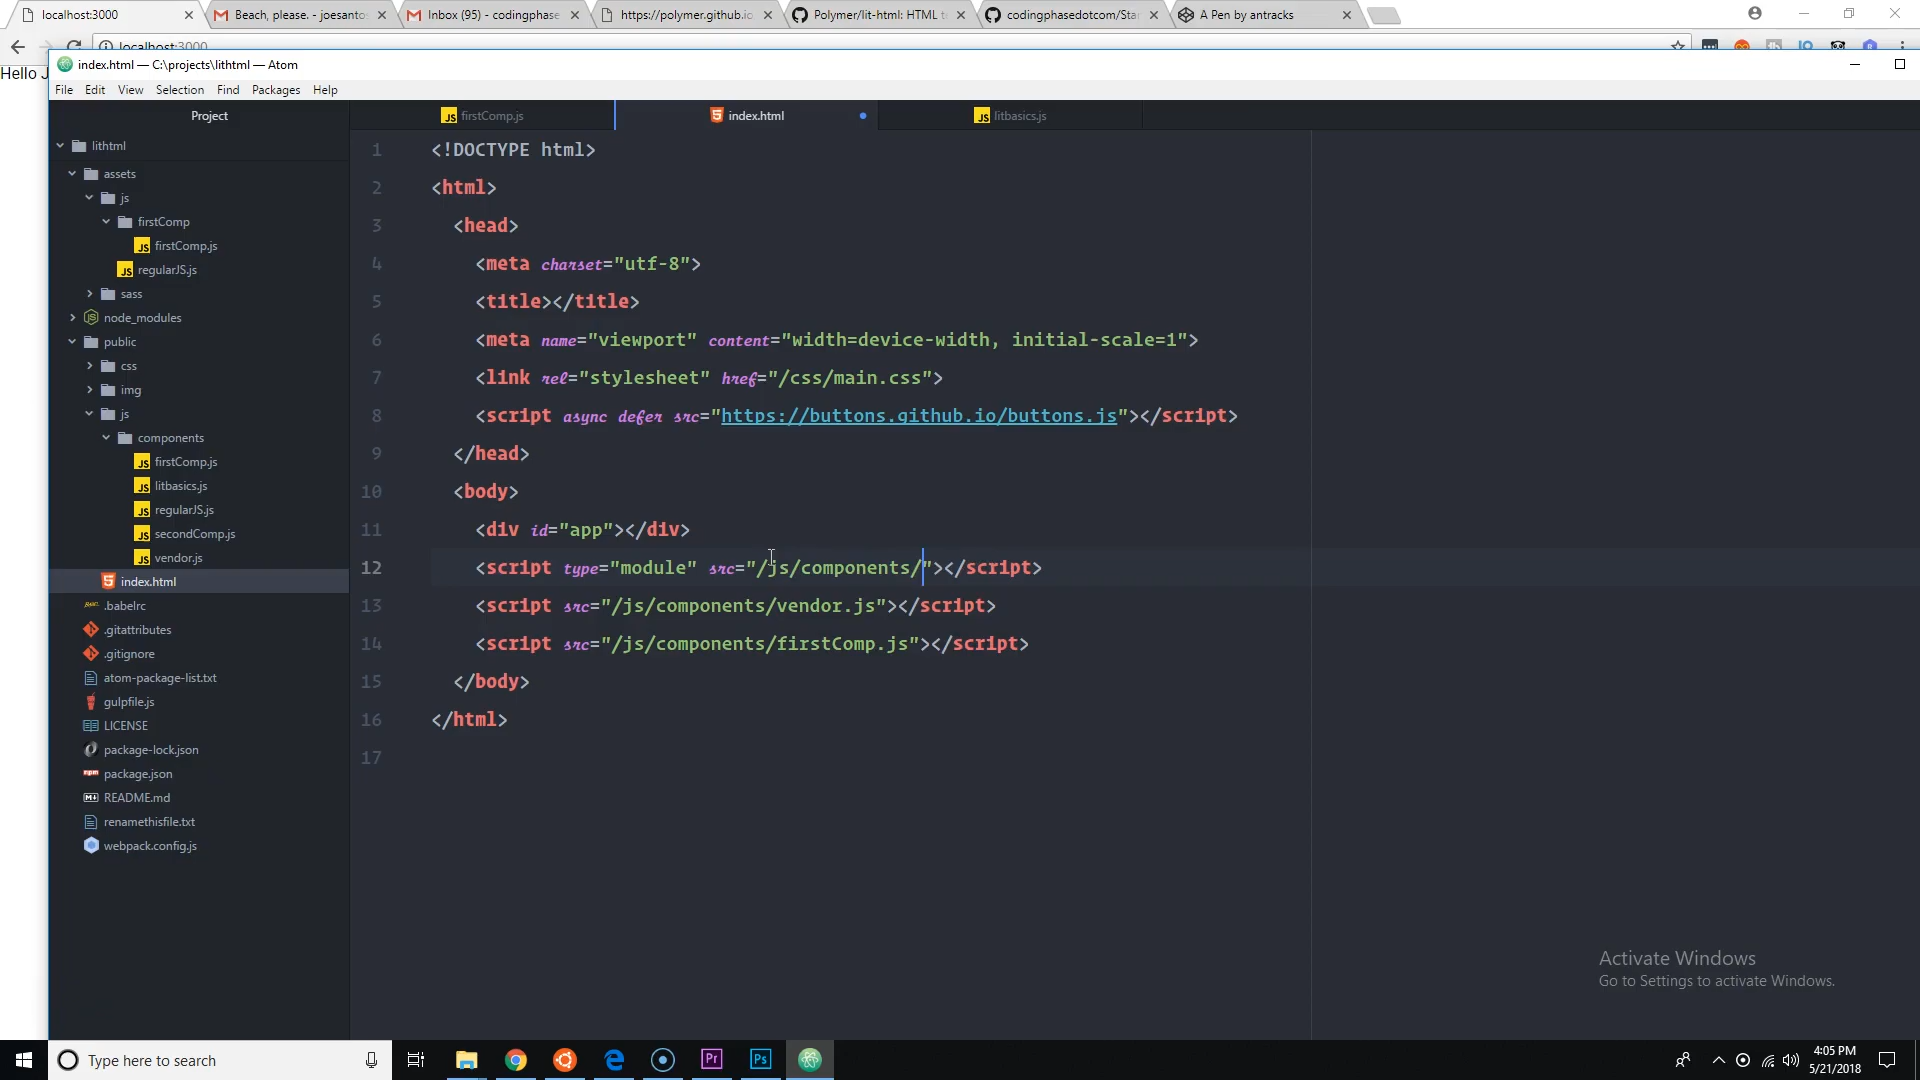 localhost:3000
Beach, please. - joesantos
Inbox (95) - codingphase
https://polymer.github.io
Polymer/lit-html: HTML t
codingphasedotcom/Star
A Pen by antracks
localhost:3000
Hello J
index.html — C:\projects\lithtml — Atom
File Edit View Selection Find Packages Help
Project
firstComp.js
index.html
litbasics.js
lithtml
assets
js
firstComp
firstComp.js
regularJS.js
sass
node_modules
public
css
img
js
components
firstComp.js
litbasics.js
regularJS.js
secondComp.js
vendor.js
index.html
.babelrc
.gitattributes
.gitignore
atom-package-list.txt
gulpfile.js
LICENSE
package-lock.json
package.json
README.md
renamethisfile.txt
webpack.config.js
1 <!DOCTYPE html>
2 <html>
3 <head>
4 <meta charset="utf-8">
5 <title></title>
6 <meta name="viewport" content="width=device-width, initial-scale=1">
7 <link rel="stylesheet" href="/css/main.css">
8 <script async defer src="https://buttons.github.io/buttons.js"></script>
9 </head>
10 <body>
11 <div id="app"></div>
12 <script type="module" src="/js/components/"></script>
13 <script src="/js/components/vendor.js"></script>
14 <script src="/js/components/firstComp.js"></script>
15 </body>
16 </html>
17
Activate Windows
Go to Settings to activate Windows.
Type here to search
Pr
Ps
4:05 PM
5/21/2018